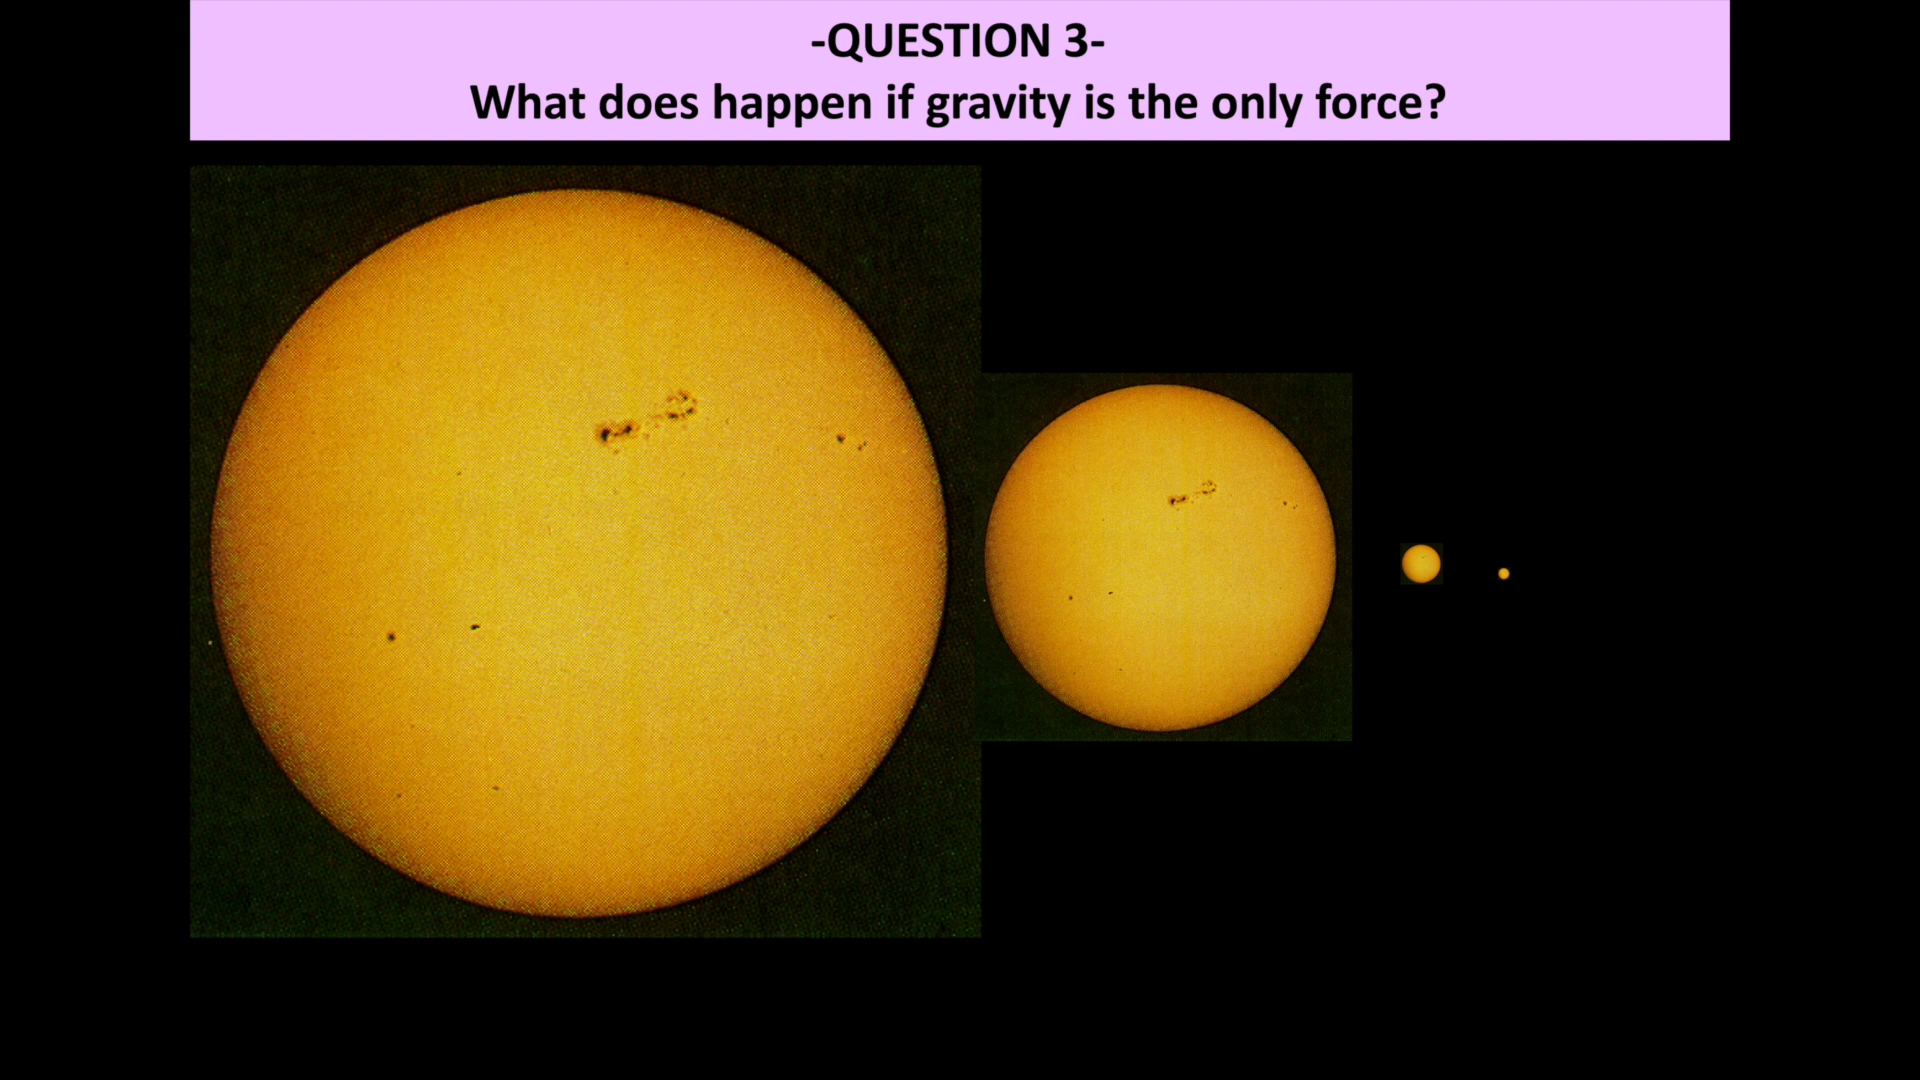 -QUESTION 3-
What does happen if gravity is the only force?